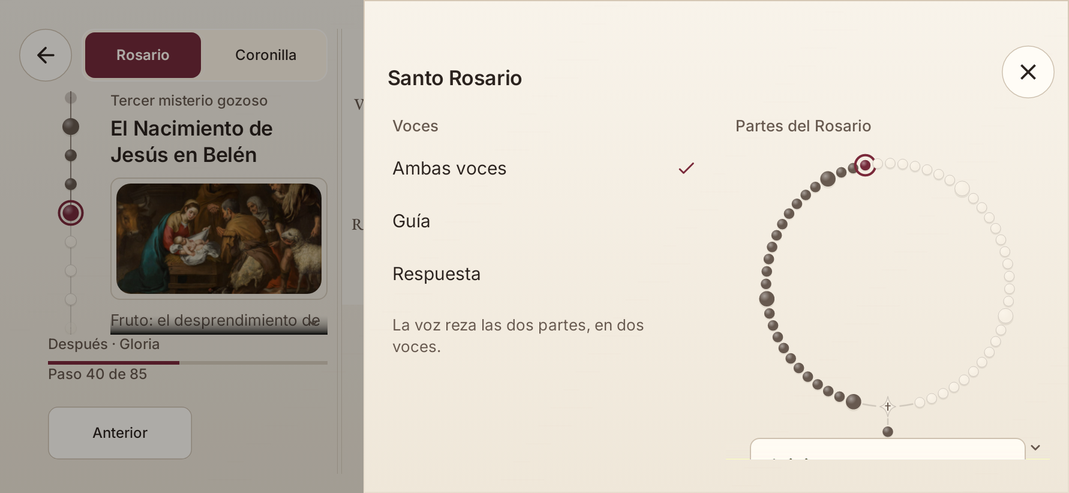 Rosario
Coronilla
Tercer misterio gozoso
El Nacimiento de
Jesús en Belén
Fruto: el desprendimiento de
Después · Gloria
Paso 40 de 85
Anterior
V
R
Santo Rosario
Voces
Ambas voces
Guía
Respuesta
La voz reza las dos partes, en dos
voces.
Partes del Rosario